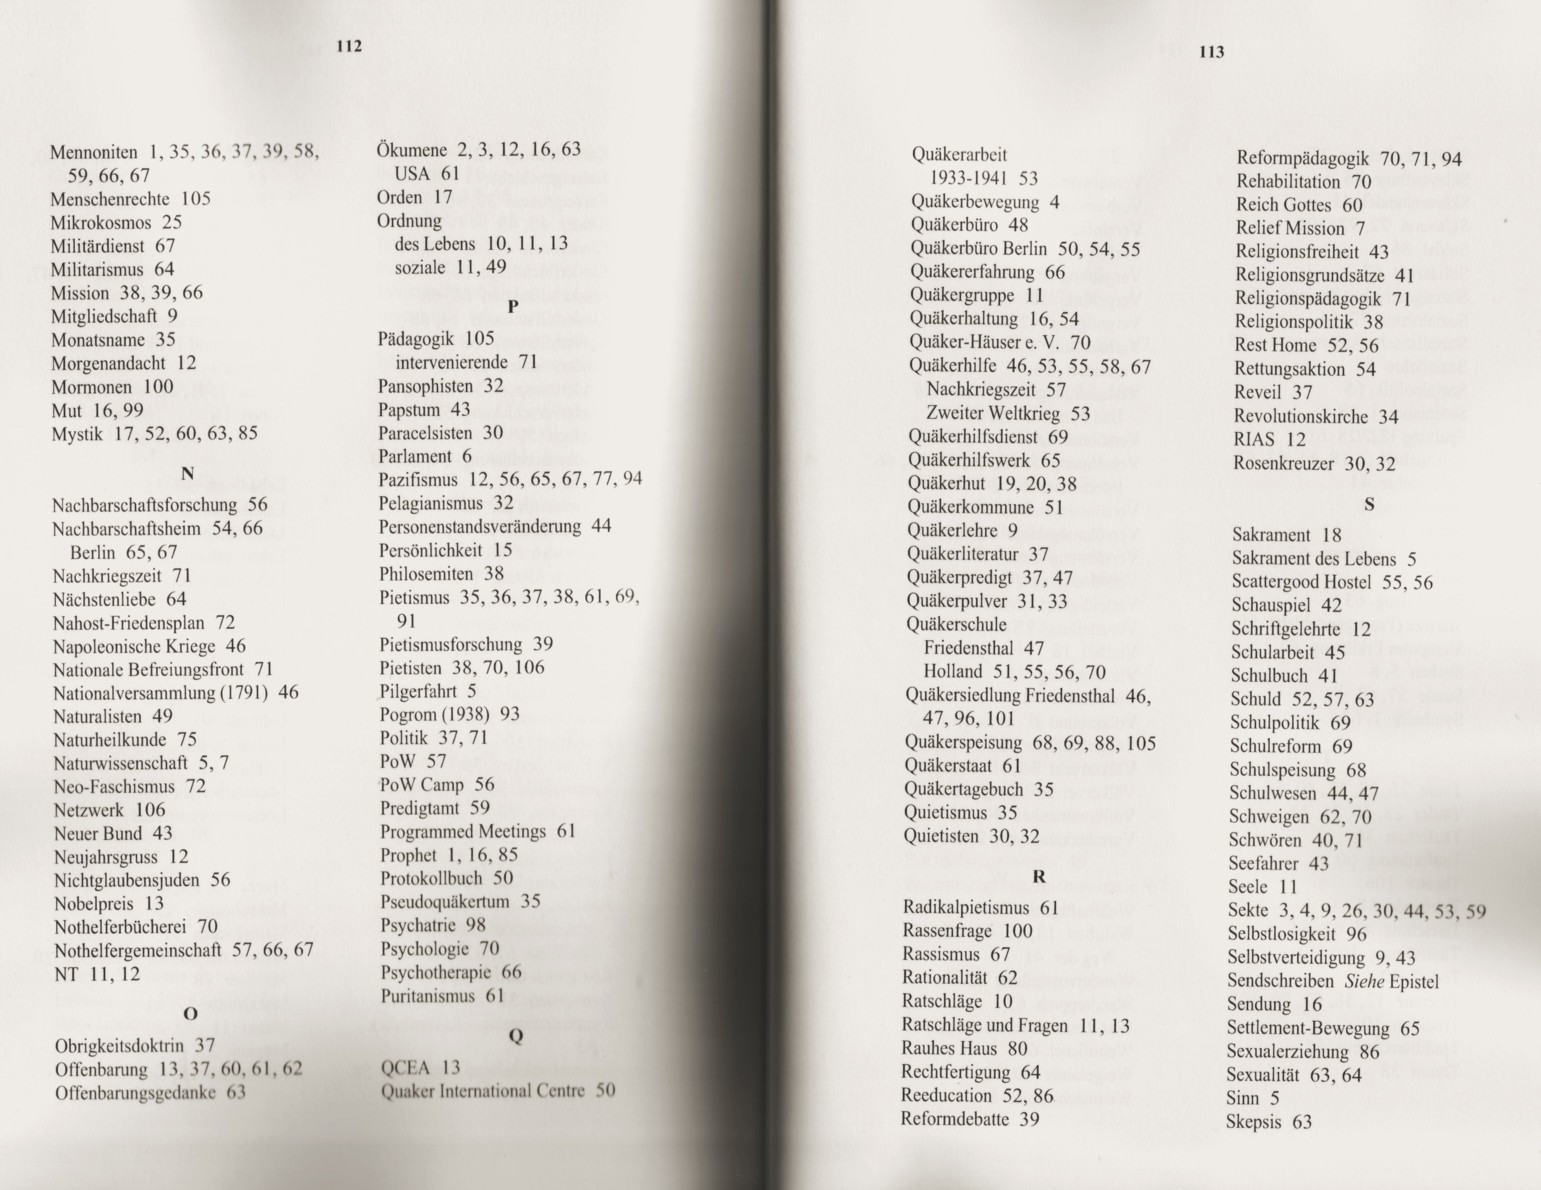 112
Mennoniten 1, 35, 36, 37, 39, 58,
59, 66, 67
Menschenrechte 105
Mikrokosmos 25
Militärdienst 67
Militarismus 64
Mission 38, 39, 66
Mitgliedschaft 9
Monatsname 35
Morgenandacht 12
Mormonen 100
Mut 16, 99
Mystik 17, 52, 60, 63, 85
N
Nachbarschaftsforschung 56
Nachbarschaftsheim 54, 66
Berlin 65, 67
Nachkriegszeit 71
Nächstenliebe 64
Nahost-Friedensplan 72
Napoleonische Kriege 46
Nationale Befreiungsfront 71
Nationalversammlung (1791) 46
Naturalisten 49
Naturheilkunde 75
Naturwissenschaft 5, 7
Neo-Faschismus 72
Netzwerk 106
Neuer Bund 43
Neujahrsgruss 12
Nichtglaubensjuden 56
Nobelpreis 13
Nothelferbücherei 70
Nothelfergemeinschaft 57, 66, 67
NT 11, 12
O
Obrigkeitsdoktrin 37
Offenbarung 13, 37, 60, 61, 62
Offenbarungsgedanke 63
Ökumene 2, 3, 12, 16, 63
USA 61
Orden 17
Ordnung
des Lebens 10, 11, 13
soziale 11, 49
P
Pädagogik 105
intervenierende 71
Pansophisten 32
Papstum 43
Paracelsisten 30
Parlament 6
Pazifismus 12, 56, 65, 67, 77, 94
Pelagianismus 32
Personenstandsveränderung 44
Persönlichkeit 15
Philosemiten 38
Pietismus 35, 36, 37, 38, 61, 69,
91
Pietismusforschung 39
Pietisten 38, 70, 106
Pilgerfahrt 5
Pogrom (1938) 93
Politik 37, 71
PoW 57
PoW Camp 56
Predigtamt 59
Programmed Meetings 61
Prophet 1, 16, 85
Protokollbuch 50
Pseudoquäkertum 35
Psychatrie 98
Psychologie 70
Psychotherapie 66
Puritanismus 61
Q
QCEA 13
Quaker International Centre 50
113
Quäkerarbeit
1933-1941 53
Quäkerbewegung 4
Quäkerbüro 48
Quäkerbüro Berlin 50, 54, 55
Quäkererfahrung 66
Quäkergruppe 11
Quäkerhaltung 16, 54
Quäker-Häuser e. V. 70
Quäkerhilfe 46, 53, 55, 58, 67
Nachkriegszeit 57
Zweiter Weltkrieg 53
Quäkerhilfsdienst 69
Quäkerhilfswerk 65
Quäkerhut 19, 20, 38
Quäkerkommune 51
Quäkerlehre 9
Quäkerliteratur 37
Quäkerpredigt 37, 47
Quäkerpulver 31, 33
Quäkerschule
Friedensthal 47
Holland 51, 55, 56, 70
Quäkersiedlung Friedensthal 46,
47, 96, 101
Quäkerspeisung 68, 69, 88, 105
Quäkerstaat 61
Quäkertagebuch 35
Quietismus 35
Quietisten 30, 32
R
Radikalpietismus 61
Rassenfrage 100
Rassismus 67
Rationalität 62
Ratschläge 10
Ratschläge und Fragen 11, 13
Rauhes Haus 80
Rechtfertigung 64
Reeducation 52, 86
Reformdebatte 39
Reformpädagogik 70, 71, 94
Rehabilitation 70
Reich Gottes 60
Relief Mission 7
Religionsfreiheit 43
Religionsgrundsätze 41
Religionspädagogik 71
Religionspolitik 38
Rest Home 52, 56
Rettungsaktion 54
Reveil 37
Revolutionskirche 34
RIAS 12
Rosenkreuzer 30, 32
S
Sakrament 18
Sakrament des Lebens 5
Scattergood Hostel 55, 56
Schauspiel 42
Schriftgelehrte 12
Schularbeit 45
Schulbuch 41
Schuld 52, 57, 63
Schulpolitik 69
Schulreform 69
Schulspeisung 68
Schulwesen 44, 47
Schweigen 62, 70
Schwören 40, 71
Seefahrer 43
Seele 11
Sekte 3, 4, 9, 26, 30, 44, 53, 59
Selbstlosigkeit 96
Selbstverteidigung 9, 43
Sendschreiben Siehe Epistel
Sendung 16
Settlement-Bewegung 65
Sexualerziehung 86
Sexualität 63, 64
Sinn 5
Skepsis 63